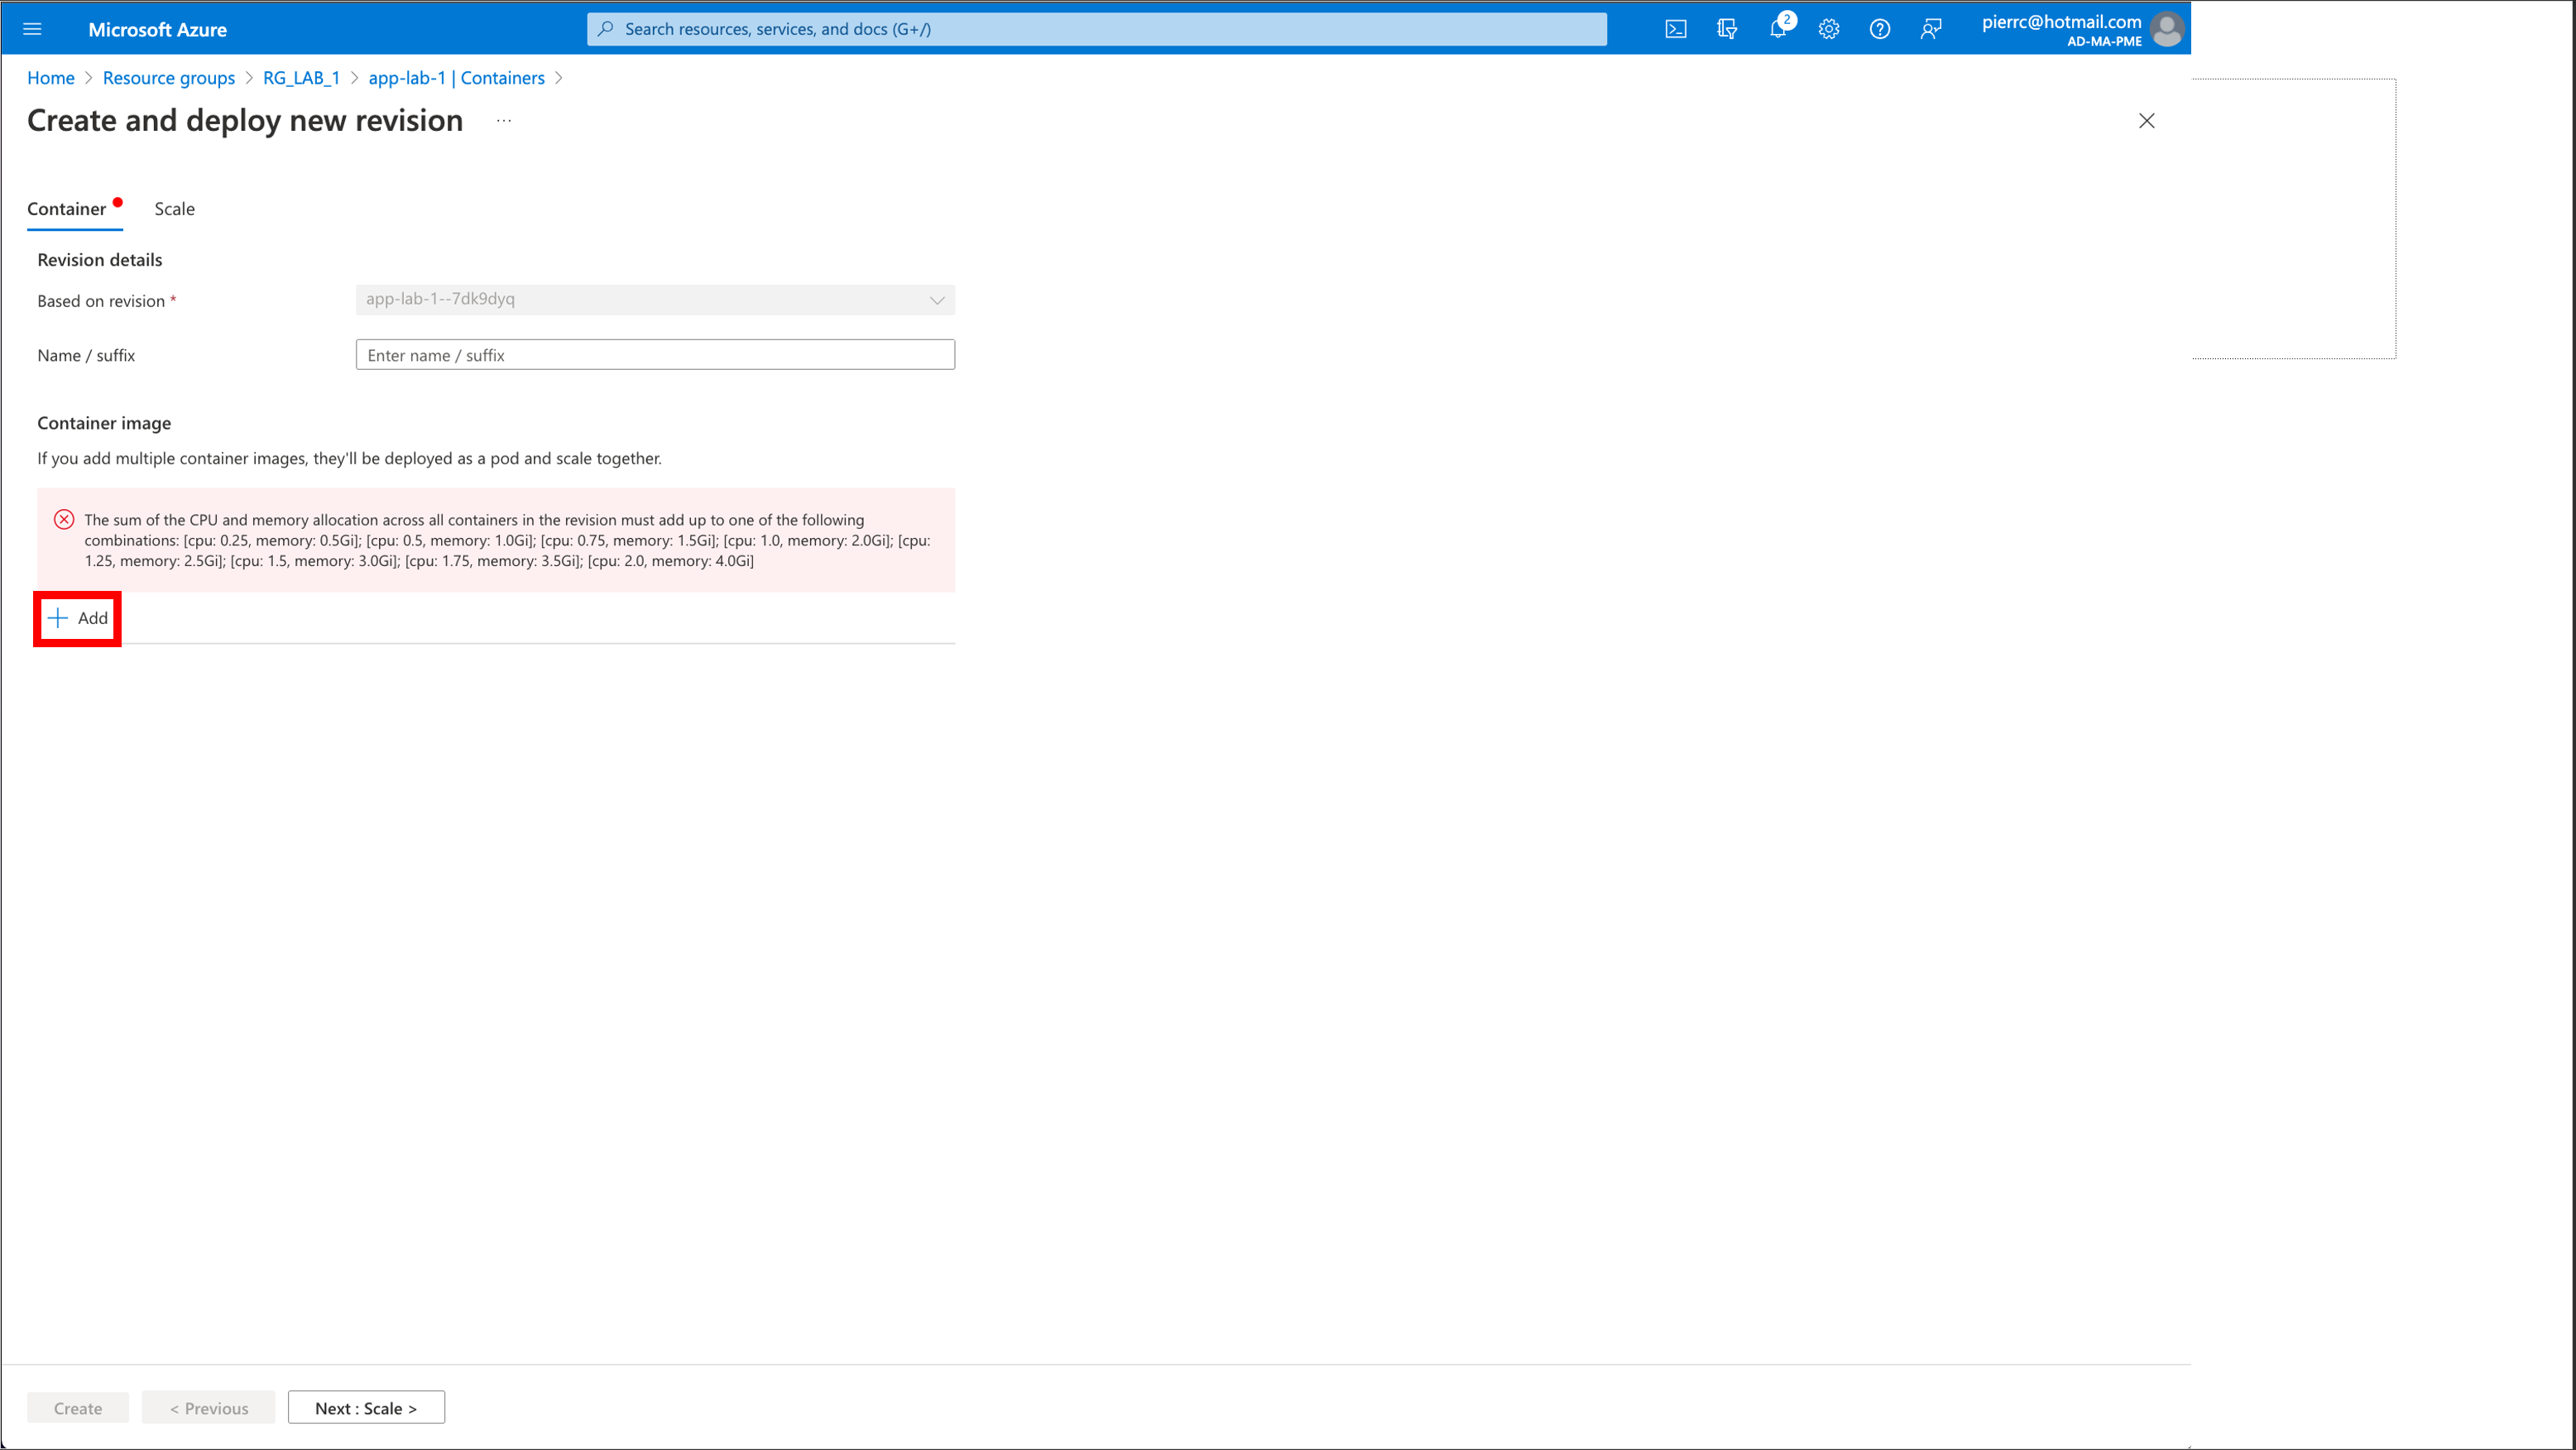 Microsoft Azure
Search resources, services, and docs (G+/)
2
pierrc@hotmail.com
AD-MA-PME
Home > Resource groups > RG_LAB_1 > app-lab-1 | Containers >
Create and deploy new revision ...
Container
Scale
Revision details
Based on revision *
app-lab-1--7dk9dyq
Name / suffix
Enter name / suffix
Container image
If you add multiple container images, they'll be deployed as a pod and scale together.
The sum of the CPU and memory allocation across all containers in the revision must add up to one of the following
combinations: [cpu: 0.25, memory: 0.5Gi]; [cpu: 0.5, memory: 1.0Gi]; [cpu: 0.75, memory: 1.5Gi]; [cpu: 1.0, memory: 2.0Gi]; [cpu:
1.25, memory: 2.5Gi]; [cpu: 1.5, memory: 3.0Gi]; [cpu: 1.75, memory: 3.5Gi]; [cpu: 2.0, memory: 4.0Gi]
Add
Create
< Previous
Next : Scale >